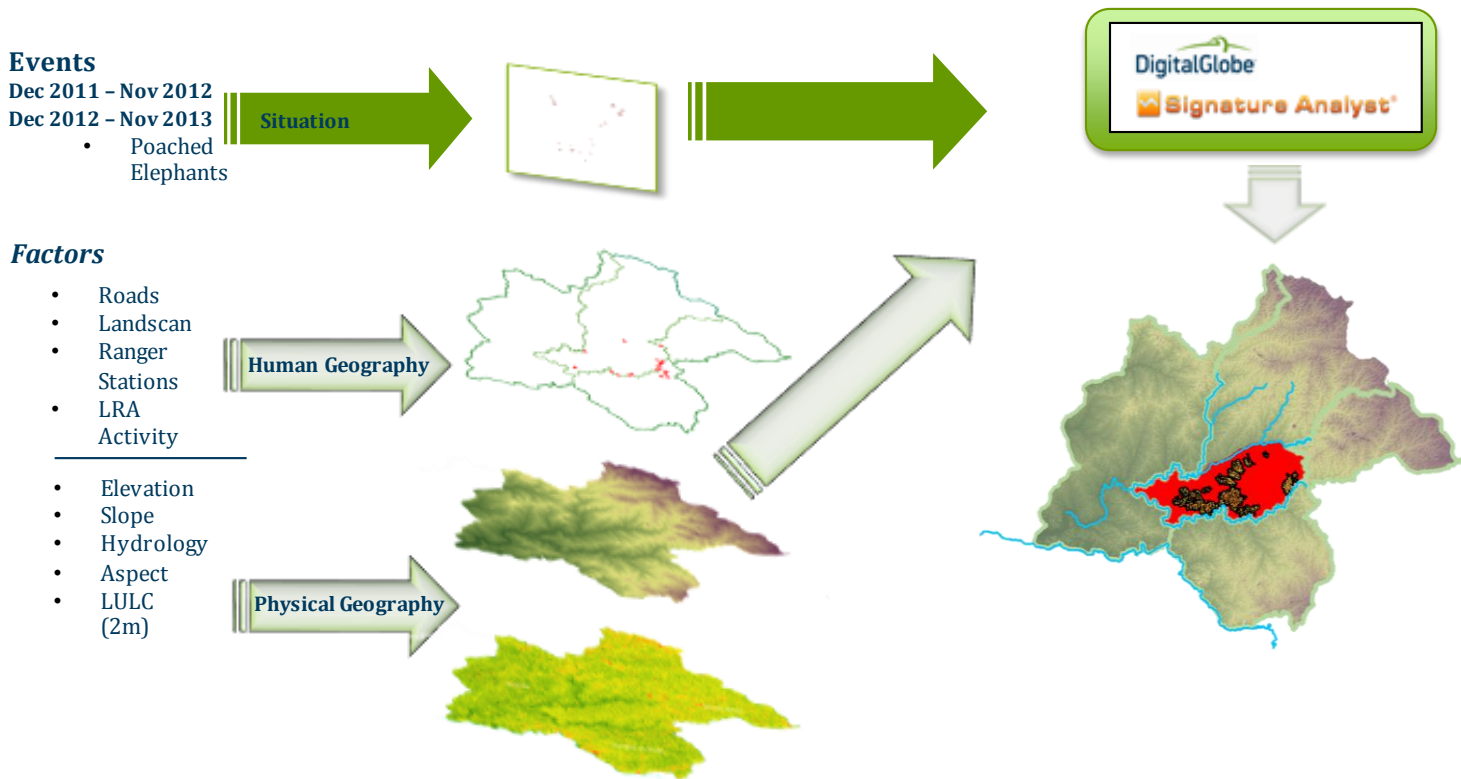 Events
Dec 2011 – Nov 2012
Dec 2012 – Nov 2013
• Poached
Elephants
Situation
DigitalGlobe
Signature Analyst®
Factors
• Roads
• Landscan
• Ranger
Stations
• LRA
Activity
Human Geography
• Elevation
• Slope
• Hydrology
• Aspect
• LULC
(2m)
Physical Geography